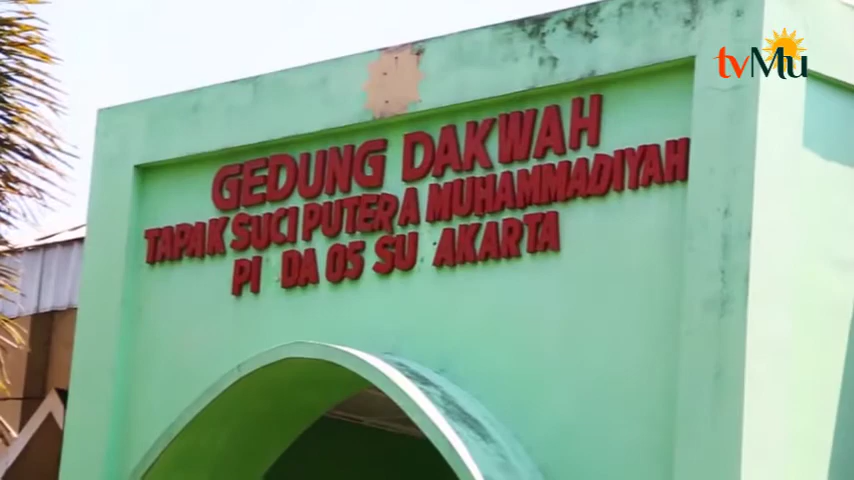 tvMu
GEDUNG DAKWAH
TAPAK SUCI PUTERA MUHAMMADIYAH
PI DA 05 SU AKARTA